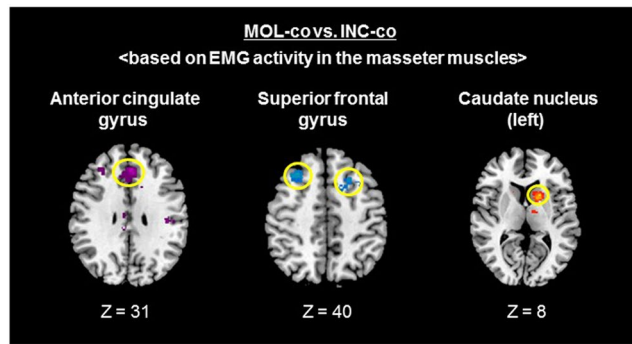 MOL-co vs. INC-co
<based on EMG activity in the masseter muscles>
Anterior cingulate
gyrus
Superior frontal
gyrus
Caudate nucleus
(left)
Z = 31
Z = 40
Z = 8